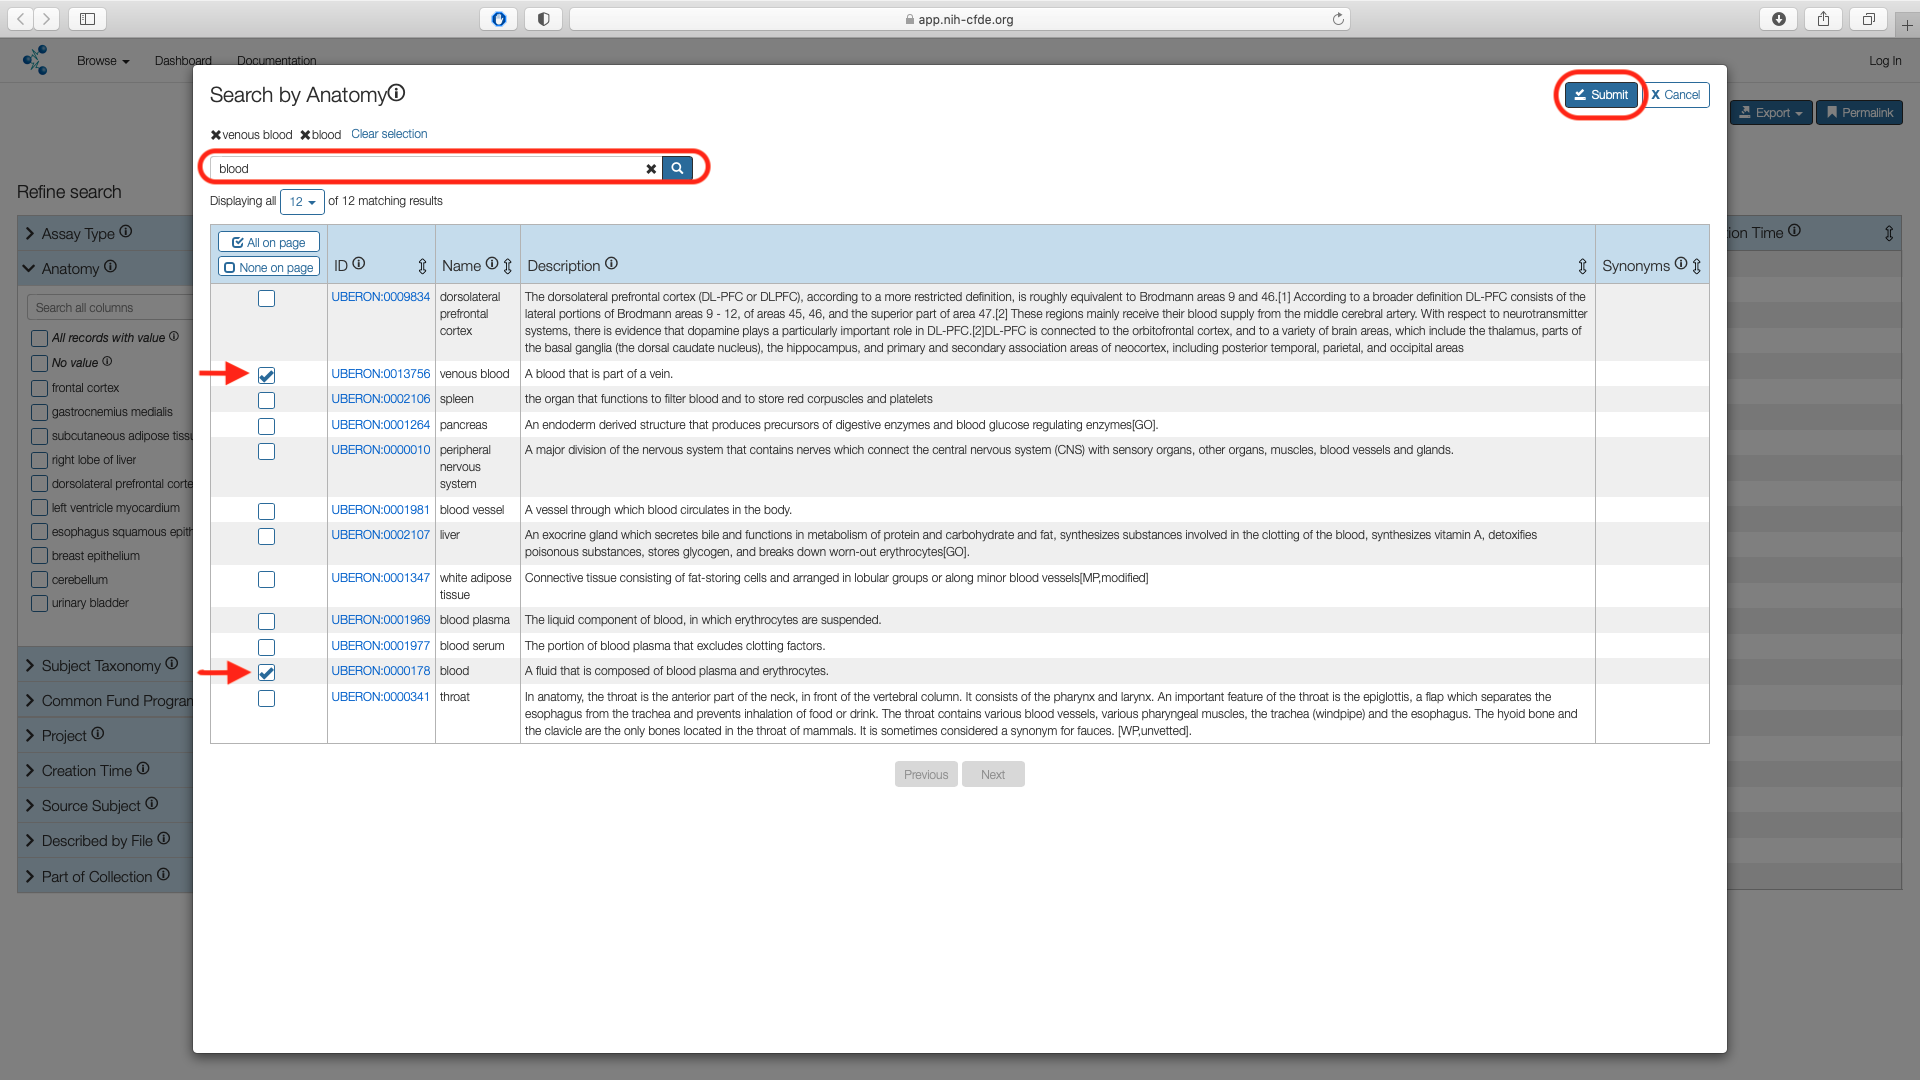 app.nih-cfde.org
Browse Dashboard Documentation
Log In
Search by Anatomy
Submit
X Cancel
Export
Permalink
venous blood blood Clear selection
blood
Refine search
Displaying all 12 of 12 matching results
Assay Type
Anatomy
Search all columns
All records with value
No value
frontal cortex
gastrocnemius medialis
subcutaneous adipose tissu
right lobe of liver
dorsolateral prefrontal corte
left ventricle myocardium
esophagus squamous epith
breast epithelium
cerebellum
urinary bladder
Subject Taxonomy
Common Fund Program
Project
Creation Time
Source Subject
Described by File
Part of Collection
ion Time
All on page
None on page
ID Name Description Synonyms
UBERON:0009834
dorsolateral
prefrontal
cortex
The dorsolateral prefrontal cortex (DL-PFC or DLPFC), according to a more restricted definition, is roughly equivalent to Brodmann areas 9 and 46.[1] According to a broader definition DL-PFC consists of the
lateral portions of Brodmann areas 9 - 12, of areas 45, 46, and the superior part of area 47.[2] These regions mainly receive their blood supply from the middle cerebral artery. With respect to neurotransmitter
systems, there is evidence that dopamine plays a particularly important role in DL-PFC.[2]DL-PFC is connected to the orbitofrontal cortex, and to a variety of brain areas, which include the thalamus, parts of
the basal ganglia (the dorsal caudate nucleus), the hippocampus, and primary and secondary association areas of neocortex, including posterior temporal, parietal, and occipital areas
UBERON:0013756 venous blood A blood that is part of a vein.
UBERON:0002106 spleen the organ that functions to filter blood and to store red corpuscles and platelets
UBERON:0001264 pancreas An endoderm derived structure that produces precursors of digestive enzymes and blood glucose regulating enzymes[GO].
UBERON:0000010
peripheral
nervous
system
A major division of the nervous system that contains nerves which connect the central nervous system (CNS) with sensory organs, other organs, muscles, blood vessels and glands.
UBERON:0001981 blood vessel A vessel through which blood circulates in the body.
UBERON:0002107 liver An exocrine gland which secretes bile and functions in metabolism of protein and carbohydrate and fat, synthesizes substances involved in the clotting of the blood, synthesizes vitamin A, detoxifies
poisonous substances, stores glycogen, and breaks down worn-out erythrocytes[GO].
UBERON:0001347
white adipose
tissue
Connective tissue consisting of fat-storing cells and arranged in lobular groups or along minor blood vessels[MP,modified]
UBERON:0001969 blood plasma The liquid component of blood, in which erythrocytes are suspended.
UBERON:0001977 blood serum The portion of blood plasma that excludes clotting factors.
UBERON:0000178 blood A fluid that is composed of blood plasma and erythrocytes.
UBERON:0000341 throat In anatomy, the throat is the anterior part of the neck, in front of the vertebral column. It consists of the pharynx and larynx. An important feature of the throat is the epiglottis, a flap which separates the
esophagus from the trachea and prevents inhalation of food or drink. The throat contains various blood vessels, various pharyngeal muscles, the trachea (windpipe) and the esophagus. The hyoid bone and
the clavicle are the only bones located in the throat of mammals. It is sometimes considered a synonym for fauces. [WP,unvetted].
Previous Next